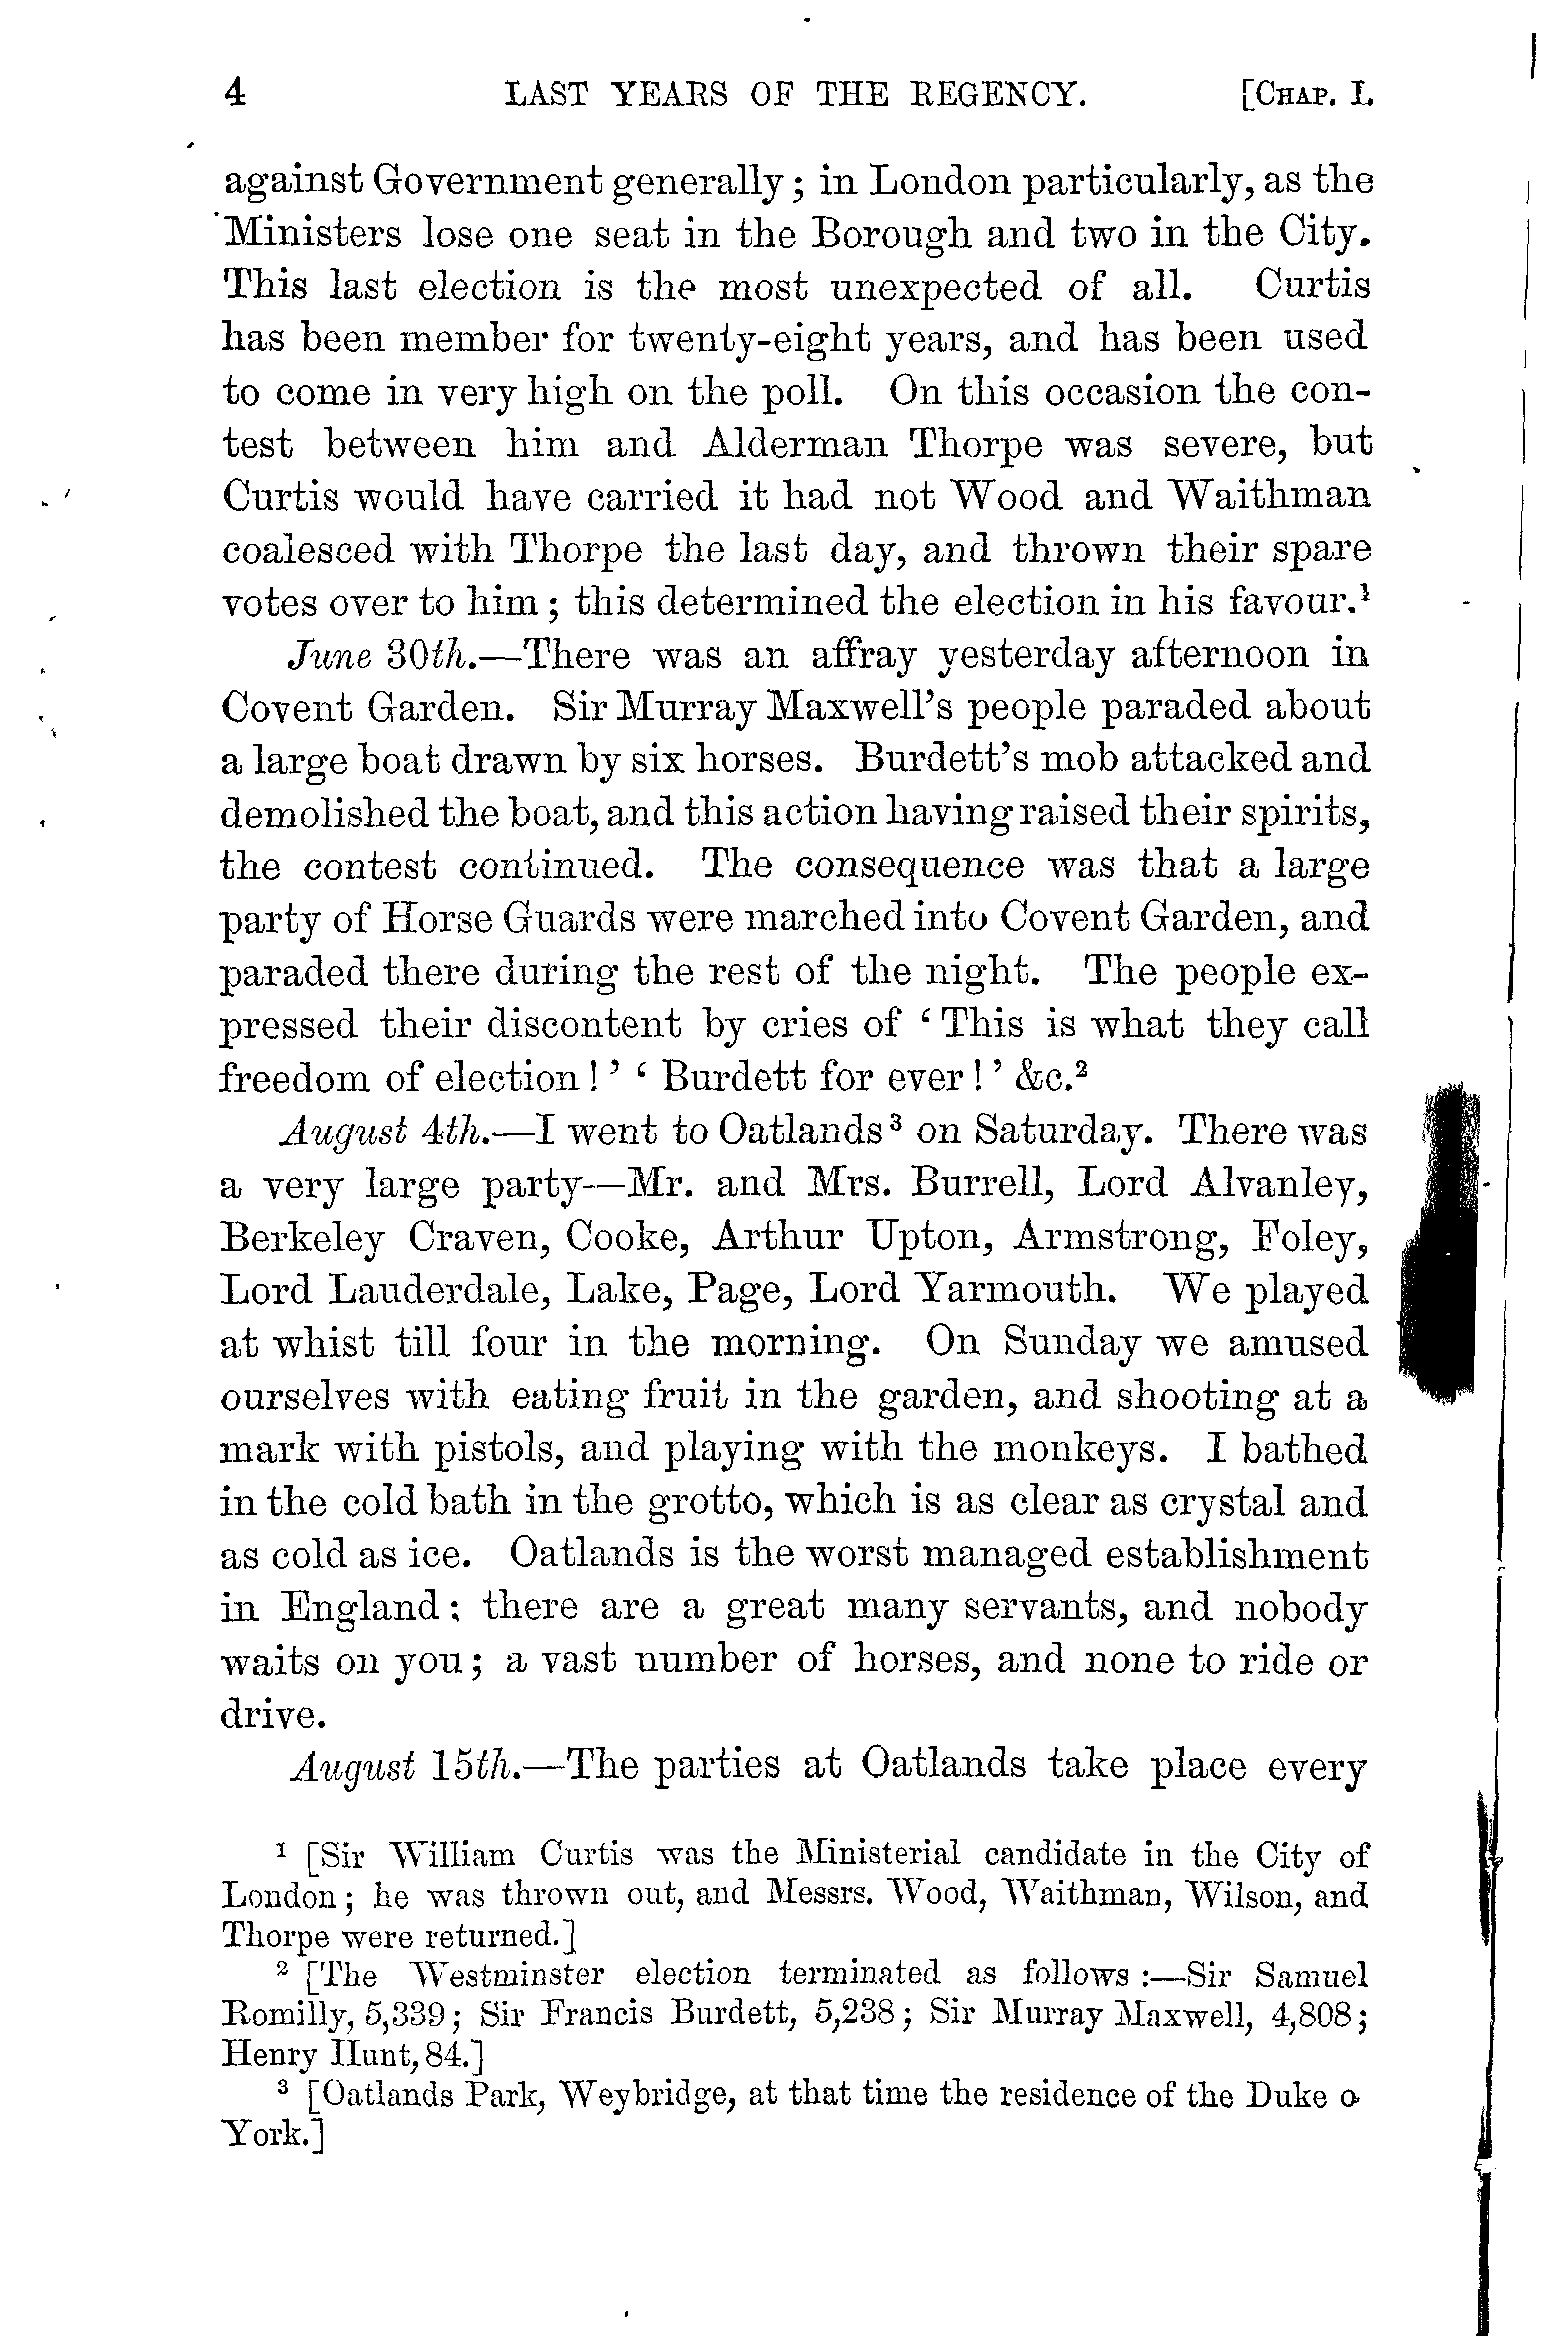 4 LAST YEARS OF THE REGENCY. [CHAP. I.
against Government generally; in London particularly, as the
Ministers lose one seat in the Borough and two in the City.
This last election is the most unexpected of all. Curtis
has been member for twenty-eight years, and has been used
to come in very high on the poll. On this occasion the con-
test between him and Alderman Thorpe was severe, but
Curtis would have carried it had not Wood and Waithman
coalesced with Thorpe the last day, and thrown their spare
votes over to him; this determined the election in his favour.¹
June 30th.—There was an affray yesterday afternoon in
Covent Garden. Sir Murray Maxwell's people paraded about
a large boat drawn by six horses. Burdett's mob attacked and
demolished the boat, and this action having raised their spirits,
the contest continued. The consequence was that a large
party of Horse Guards were marched into Covent Garden, and
paraded there during the rest of the night. The people ex-
pressed their discontent by cries of ‘This is what they call
freedom of election!’ ‘Burdett for ever!’ &c.²
August 4th.—I went to Oatlands³ on Saturday. There was
a very large party—Mr. and Mrs. Burrell, Lord Alvanley,
Berkeley Craven, Cooke, Arthur Upton, Armstrong, Foley,
Lord Lauderdale, Lake, Page, Lord Yarmouth. We played
at whist till four in the morning. On Sunday we amused
ourselves with eating fruit in the garden, and shooting at a
mark with pistols, and playing with the monkeys. I bathed
in the cold bath in the grotto, which is as clear as crystal and
as cold as ice. Oatlands is the worst managed establishment
in England; there are a great many servants, and nobody
waits on you; a vast number of horses, and none to ride or
drive.
August 15th.—The parties at Oatlands take place every
¹ [Sir William Curtis was the Ministerial candidate in the City of
London; he was thrown out, and Messrs. Wood, Waithman, Wilson, and
Thorpe were returned.]
² [The Westminster election terminated as follows:—Sir Samuel
Romilly, 5,339; Sir Francis Burdett, 5,238; Sir Murray Maxwell, 4,808;
Henry Hunt, 84.]
³ [Oatlands Park, Weybridge, at that time the residence of the Duke o
York.]